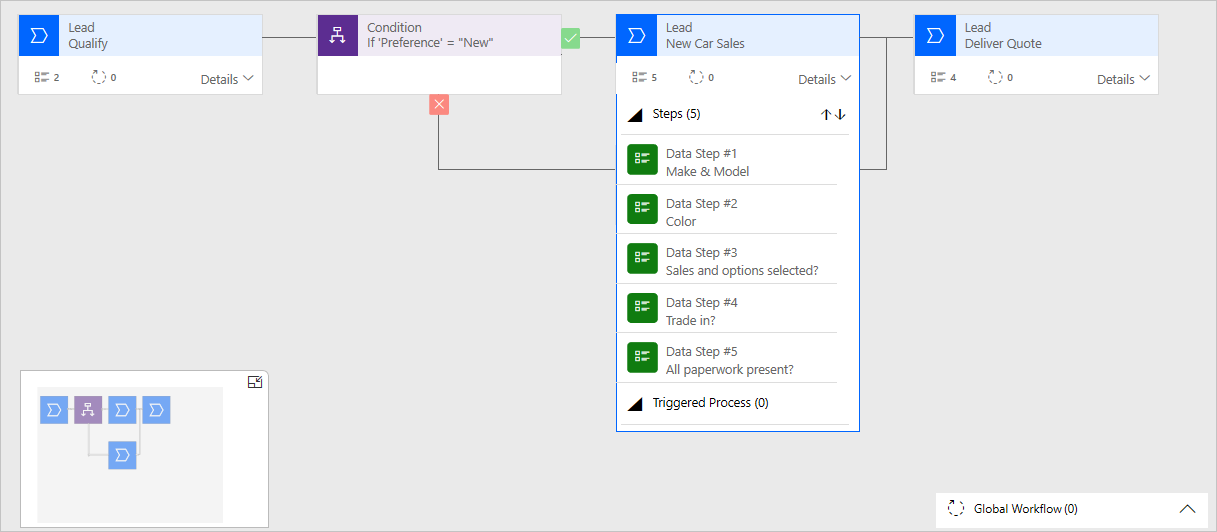 Lead
Qualify
2
0
Details
Condition
If 'Preference' = "New"
Lead
New Car Sales
5
0
Details
Steps (5)
Data Step #1
Make & Model
Data Step #2
Color
Data Step #3
Sales and options selected?
Data Step #4
Trade in?
Data Step #5
All paperwork present?
Triggered Process (0)
Lead
Deliver Quote
4
0
Details
Global Workflow (0)